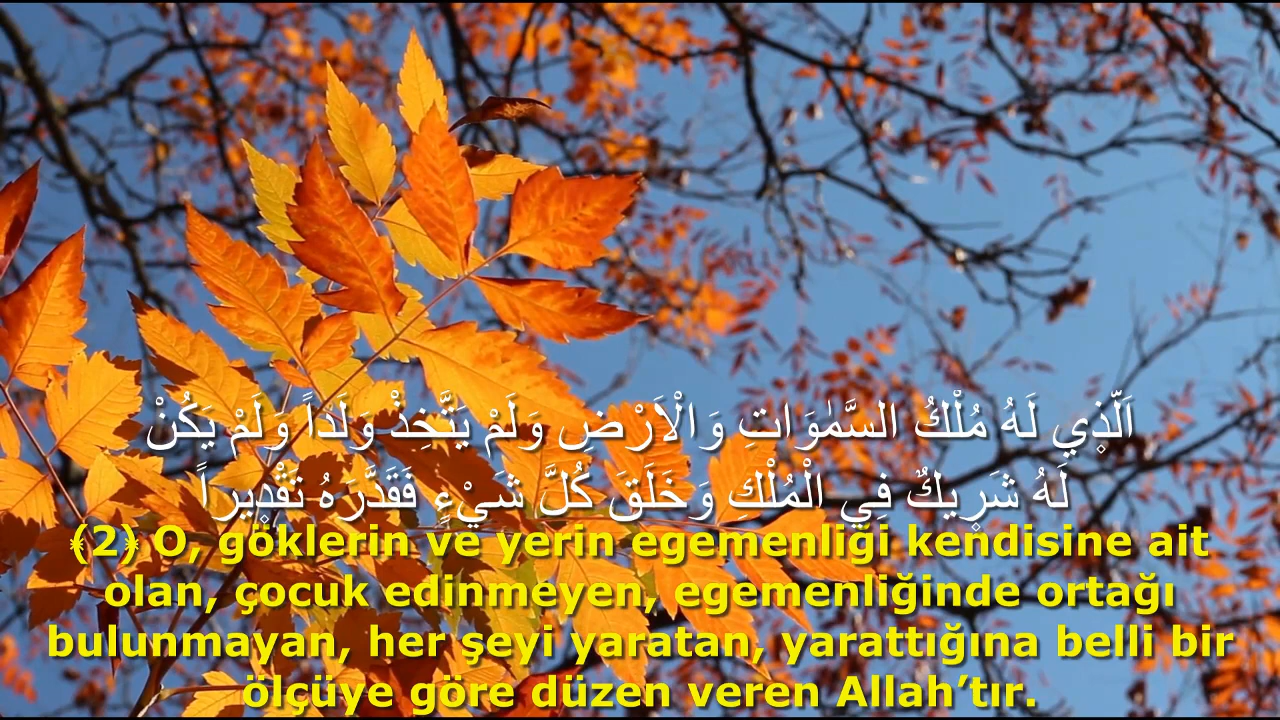 اَلَّذ۪ي لَهُ مُلْكُ السَّمٰوَاتِ وَالْاَرْضِ وَلَمْ يَتَّخِذْ وَلَداً وَلَمْ يَكُنْ
لَهُ شَر۪يكٌ فِي الْمُلْكِ وَخَلَقَ كُلَّ شَيْءٍ فَقَدَّرَهُ تَقْد۪يراً
﴾2﴿ O, göklerin ve yerin egemenliği kendisine ait
olan, çocuk edinmeyen, egemenliğinde ortağı
bulunmayan, her şeyi yaratan, yarattığına belli bir
ölçüye göre düzen veren Allah’tır.